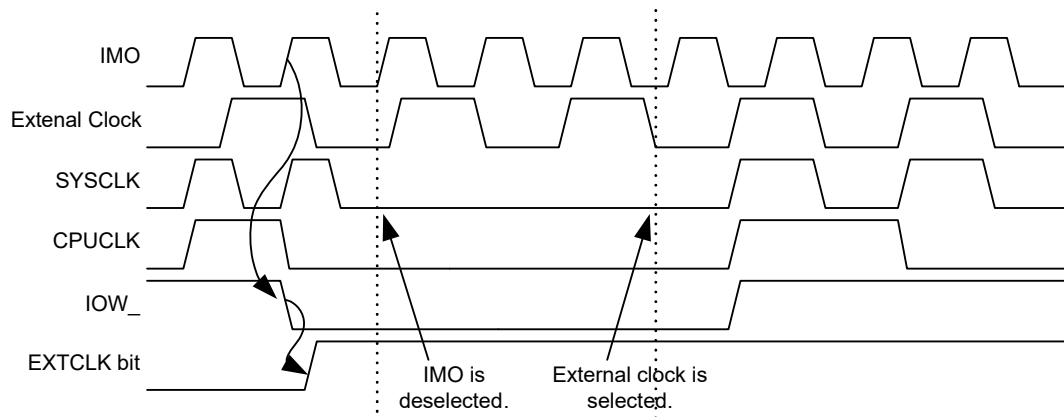 IMO
Extenal Clock
SYSCLK
CPUCLK
IOW_
EXTCLK bit
IMO is
deselected.
External clock is
selected.